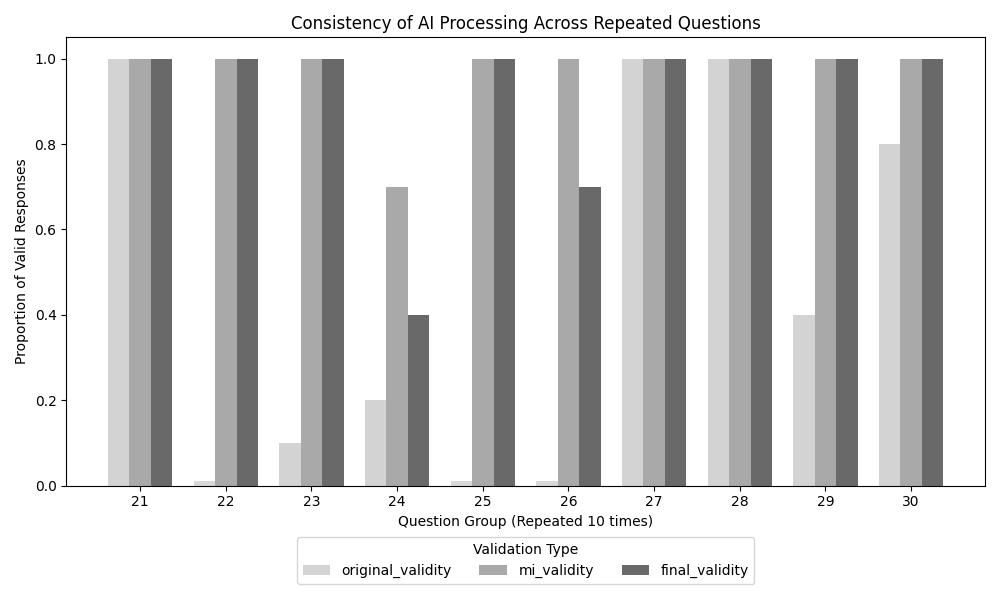 Consistency of AI Processing Across Repeated Questions
Proportion of Valid Responses
1.0
0.8
0.6
0.4
0.2
0.0
21 22 23 24 25 26 27 28 29 30
Question Group (Repeated 10 times)
Validation Type
original_validity mi_validity final_validity